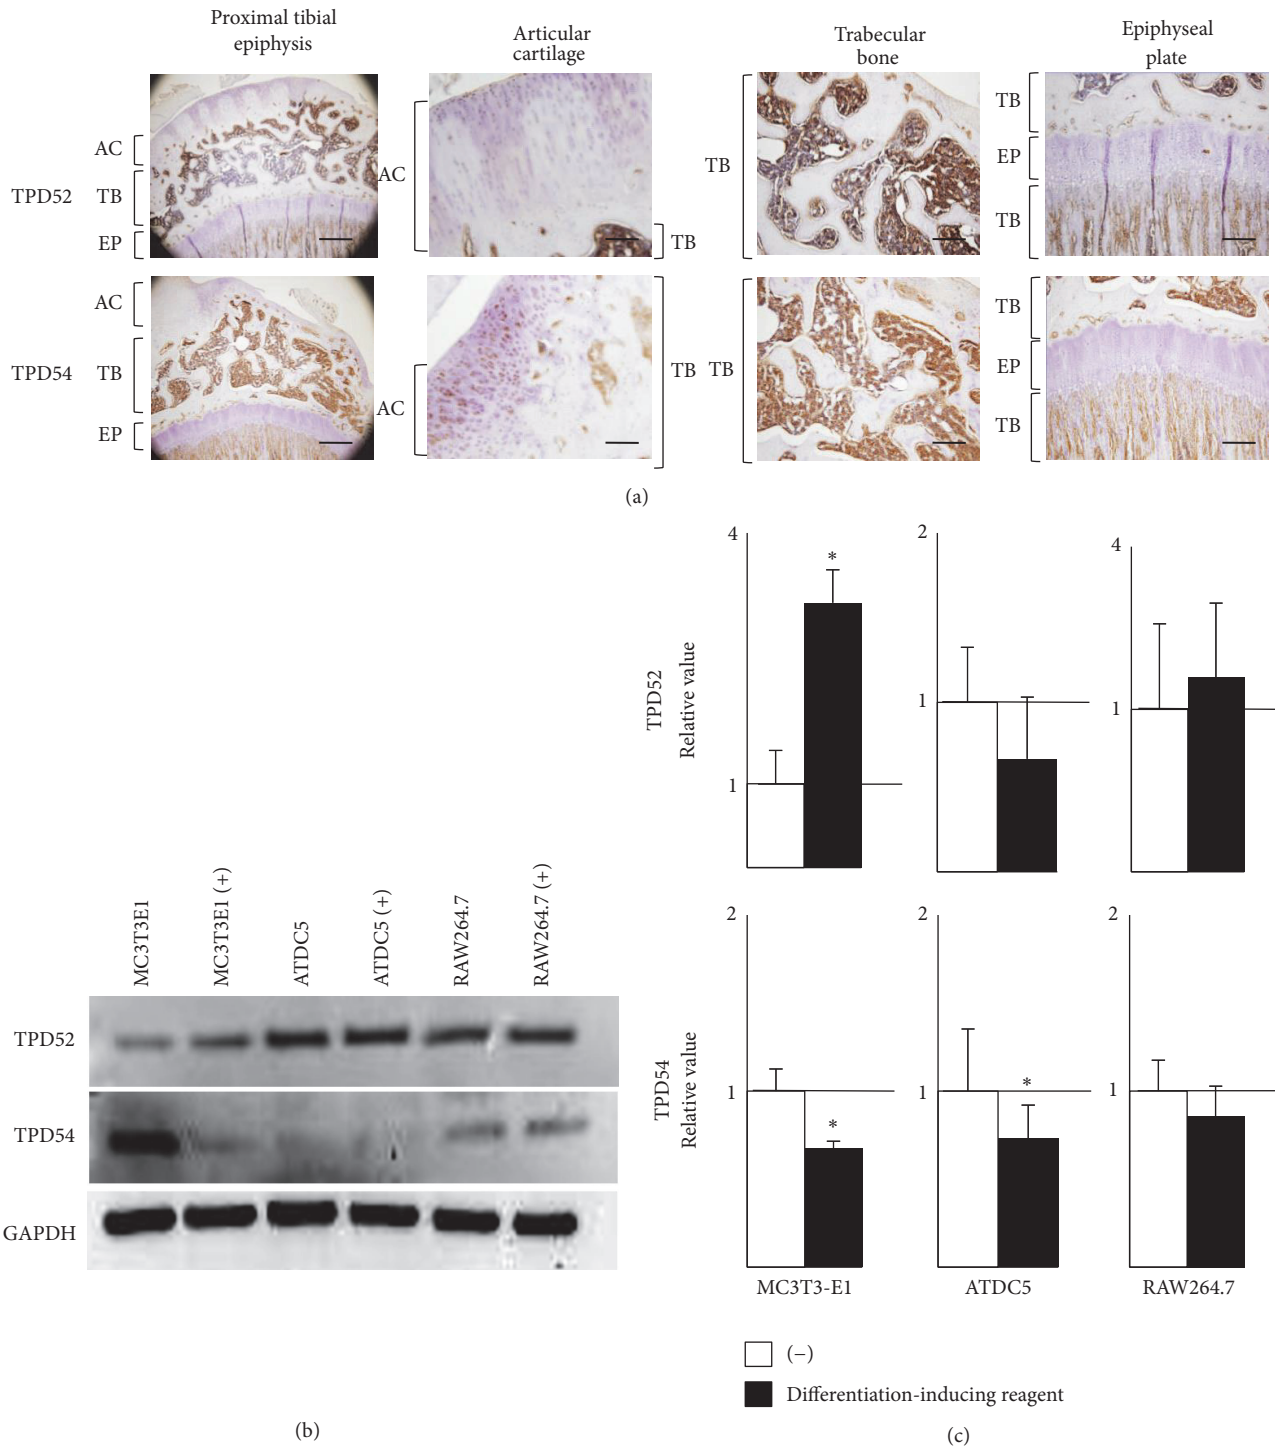 Proximal tibial
epiphysis
Articular
cartilage
Trabecular
bone
Epiphyseal
plate
TPD52
AC
TB
EP
AC
TB
TB
TB
EP
TB
TPD54
AC
TB
EP
AC
TB
TB
TB
EP
TB
(a)
MC3T3E1
MC3T3E1 (+)
ATDC5
ATDC5 (+)
RAW264.7
RAW264.7 (+)
TPD52
TPD54
GAPDH
(b)
TPD52
Relative value
4
1
*
2
1
4
1
TPD54
Relative value
2
1
*
2
1
*
2
1
MC3T3-E1
ATDC5
RAW264.7
(−)
Differentiation-inducing reagent
(c)